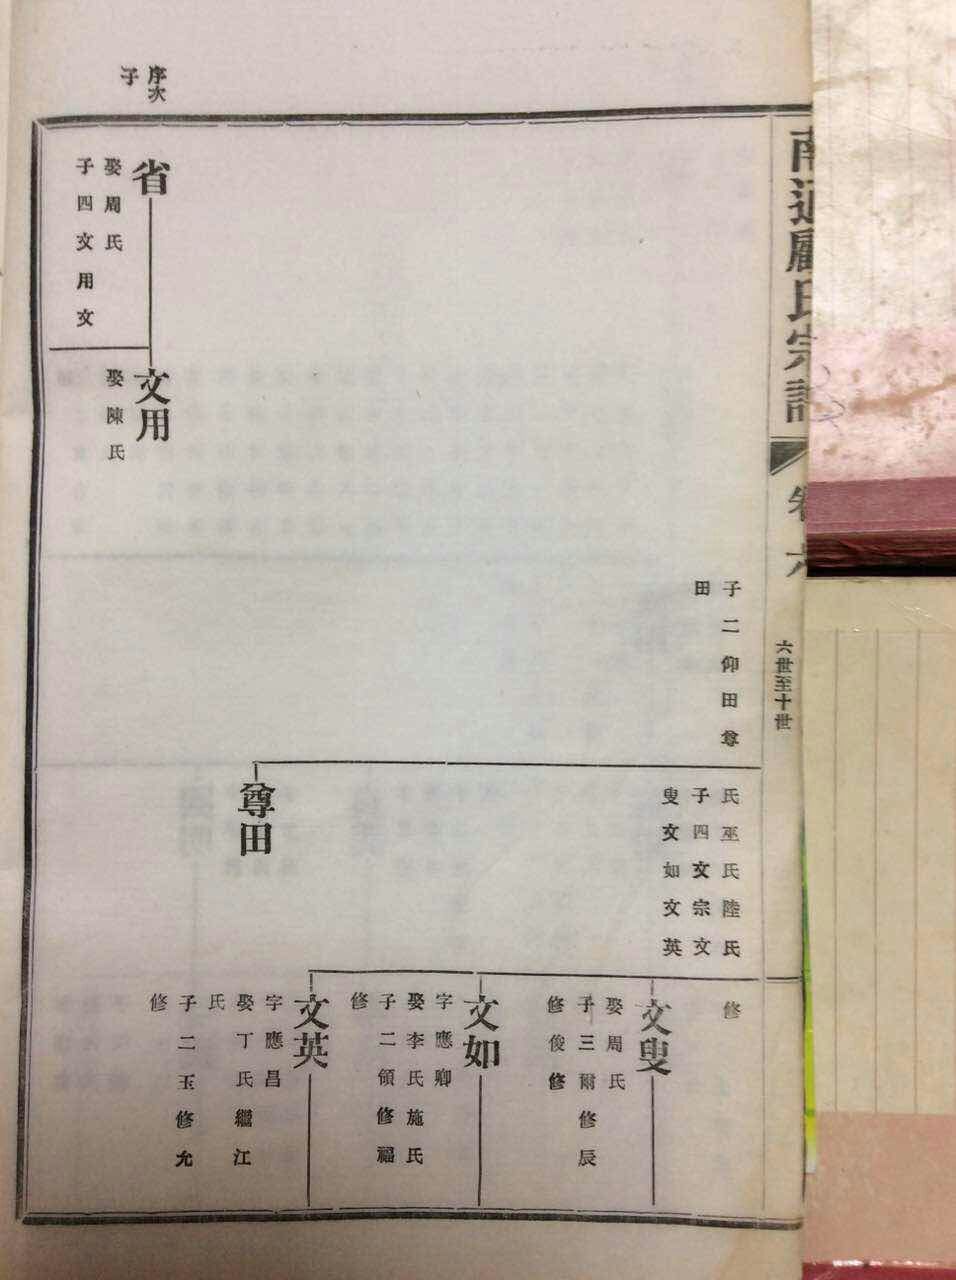 南通顧氏宗譜
卷六
六世至十世
子二仰田尊
田
氏巫氏陸氏
子四文宗文
叟文如文英
修
文叟
娶周氏
子三爾修辰
修俊修
文如
字應卿
娶李氏施氏
子二領修福
修
尊田
文英
字應昌
娶丁氏繼江
氏
子二玉修允
修
序次
子
省
娶周氏
子四文用文
文用
娶陳氏